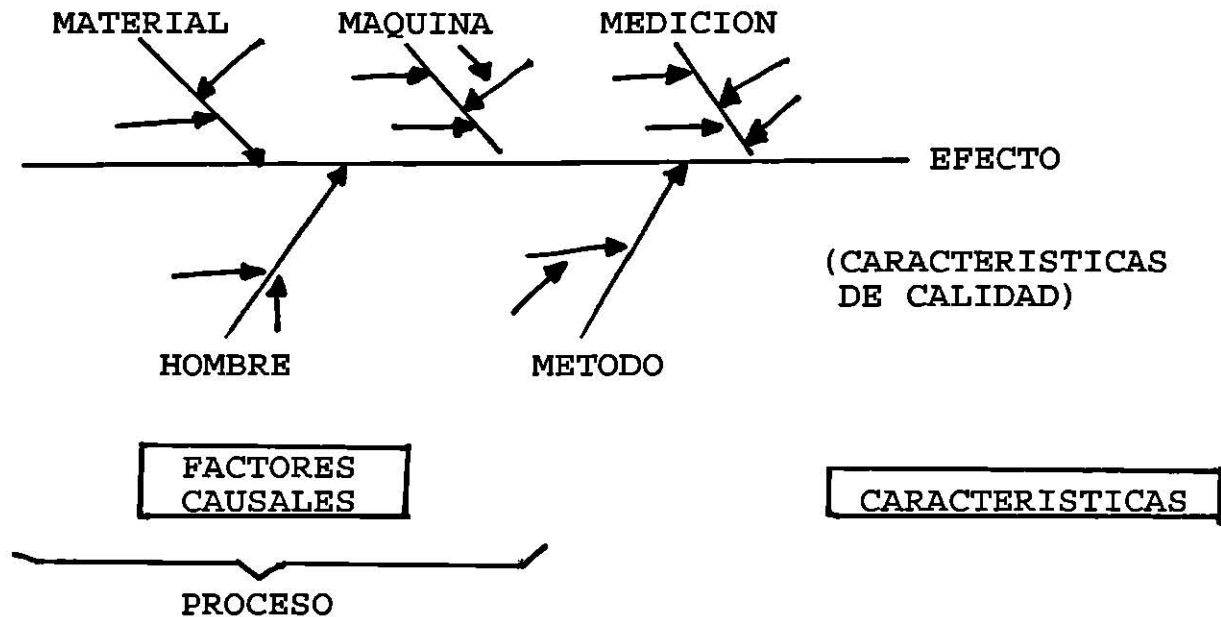 MATERIAL MAQUINA MEDICION
EFECTO
(CARACTERISTICAS
DE CALIDAD)
HOMBRE METODO
FACTORES
CAUSALES
CARACTERISTICAS
PROCESO